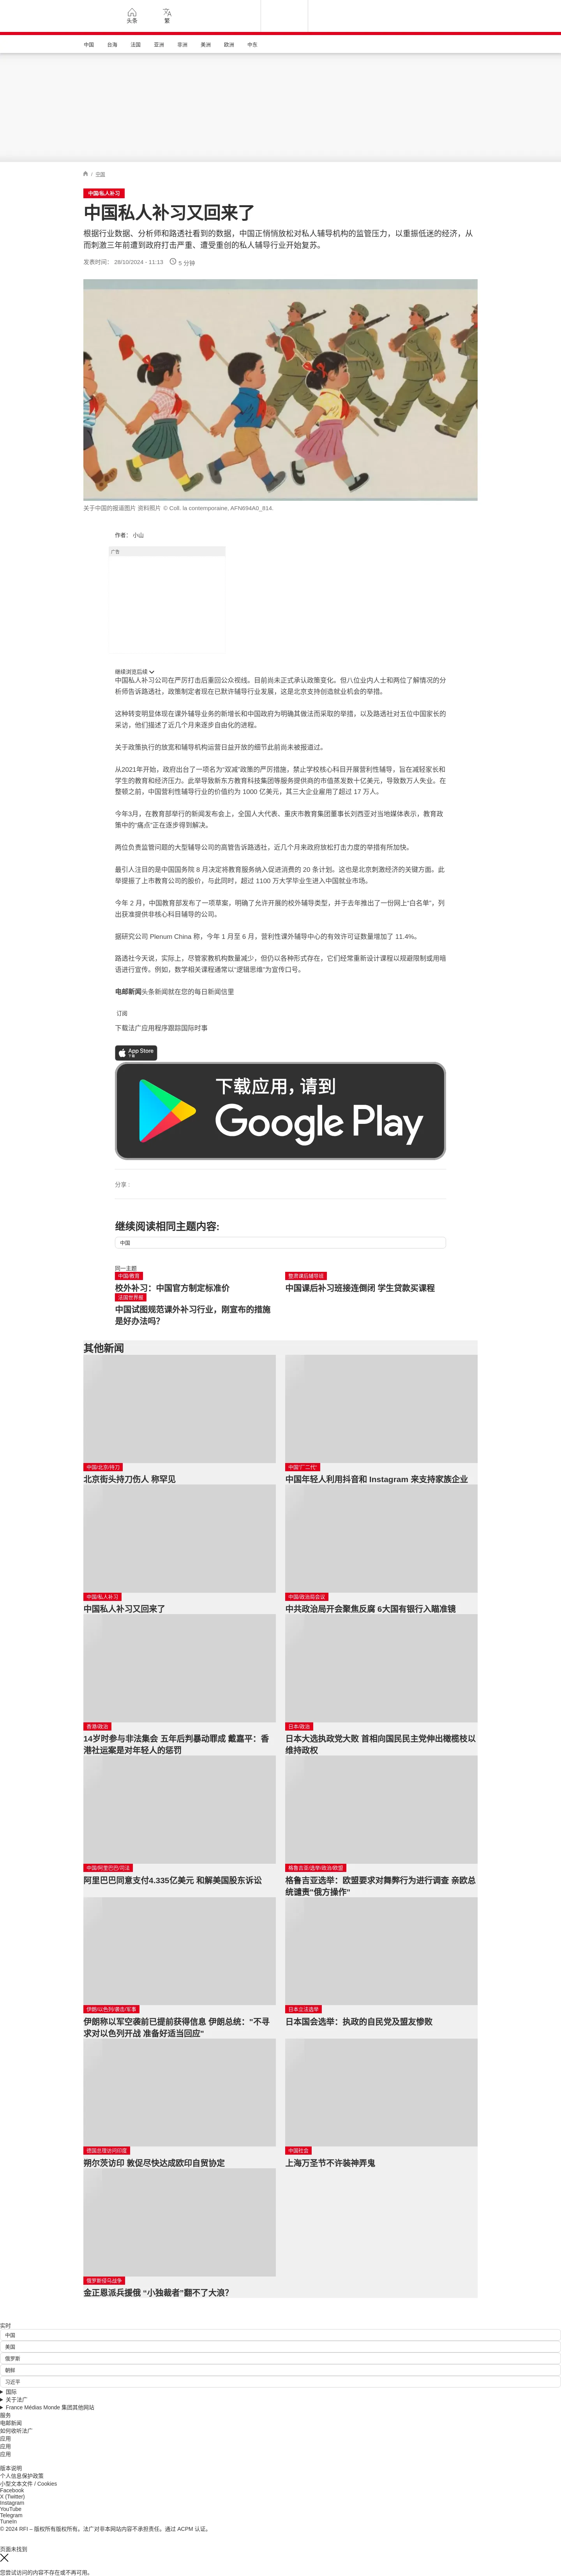 头条
繁
中国
台海
法国
亚洲
非洲
美洲
欧洲
中东
/ 中国
中国/私人补习
中国私人补习又回来了
根据行业数据、分析师和路透社看到的数据，中国正悄悄放松对私人辅导机构的监管压力，以重振低迷的经济，从
而刺激三年前遭到政府打击严重、遭受重创的私人辅导行业开始复苏。
发表时间： 28/10/2024 - 11:13
5 分钟
关于中国的报道图片 资料照片 © Coll. la contemporaine, AFN694A0_814.
作者： 小山
广告
继续浏览后续
中国私人补习公司在严厉打击后重回公众视线。目前尚未正式承认政策变化。但八位业内人士和两位了解情况的分
析师告诉路透社，政策制定者现在已默许辅导行业发展，这是北京支持创造就业机会的举措。
这种转变明显体现在课外辅导业务的新增长和中国政府为明确其做法而采取的举措，以及路透社对五位中国家长的
采访，他们描述了近几个月来逐步自由化的进程。
关于政策执行的放宽和辅导机构运营日益开放的细节此前尚未被报道过。
从2021年开始，政府出台了一项名为“双减”政策的严厉措施，禁止学校核心科目开展营利性辅导，旨在减轻家长和
学生的教育和经济压力。此举导致新东方教育科技集团等服务提供商的市值蒸发数十亿美元，导致数万人失业。在
整顿之前，中国营利性辅导行业的价值约为 1000 亿美元，其三大企业雇用了超过 17 万人。
今年3月，在教育部举行的新闻发布会上，全国人大代表、重庆市教育集团董事长刘西亚对当地媒体表示，教育政
策中的“痛点”正在逐步得到解决。
两位负责监管问题的大型辅导公司的高管告诉路透社，近几个月来政府放松打击力度的举措有所加快。
最引人注目的是中国国务院 8 月决定将教育服务纳入促进消费的 20 条计划。这也是北京刺激经济的关键方面。此
举提振了上市教育公司的股价，与此同时，超过 1100 万大学毕业生进入中国就业市场。
今年 2 月，中国教育部发布了一项草案，明确了允许开展的校外辅导类型，并于去年推出了一份网上“白名单”，列
出获准提供非核心科目辅导的公司。
据研究公司 Plenum China 称，今年 1 月至 6 月，营利性课外辅导中心的有效许可证数量增加了 11.4%。
路透社今天说，实际上，尽管家教机构数量减少，但仍以各种形式存在，它们经常重新设计课程以规避限制或用暗
语进行宣传。例如，数学相关课程通常以“逻辑思维”为宣传口号。
电邮新闻头条新闻就在您的每日新闻信里
订阅
下载法广应用程序跟踪国际时事
App Store
下载
下载应用，请到
Google Play
分享 :
继续阅读相同主题内容:
中国
同一主题
中国/教育
校外补习：中国官方制定标准价
整肃课后辅导班
中国课后补习班接连倒闭 学生贷款买课程
法国世界报
中国试图规范课外补习行业，刚宣布的措施
是好办法吗？
其他新闻
中国/北京/持刀
北京街头持刀伤人 称罕见
中国“厂二代”
中国年轻人利用抖音和 Instagram 来支持家族企业
中国/私人补习
中国私人补习又回来了
中国/政治局会议
中共政治局开会聚焦反腐 6大国有银行入瞄准镜
香港/政治
14岁时参与非法集会 五年后判暴动罪成 戴嘉平：香
港社运案是对年轻人的惩罚
日本/政治
日本大选执政党大败 首相向国民民主党伸出橄榄枝以
维持政权
中国/阿里巴巴/司法
阿里巴巴同意支付4.335亿美元 和解美国股东诉讼
格鲁吉亚/选举/政治/欧盟
格鲁吉亚选举：欧盟要求对舞弊行为进行调查 亲欧总
统谴责“俄方操作”
伊朗/以色列/袭击/军事
伊朗称以军空袭前已提前获得信息 伊朗总统："不寻
求对以色列开战 准备好适当回应"
日本立法选举
日本国会选举：执政的自民党及盟友惨败
德国总理访问印度
朔尔茨访印 敦促尽快达成欧印自贸协定
中国社会
上海万圣节不许装神弄鬼
俄罗斯侵乌战争
金正恩派兵援俄 “小独裁者”翻不了大浪？
实时
中国
美国
俄罗斯
朝鲜
习近平
国际
关于法广
France Médias Monde 集团其他网站
服务
电邮新闻
如何收听法广
应用
应用
应用
版本说明
个人信息保护政策
小型文本文件 / Cookies
Facebook
X (Twitter)
Instagram
YouTube
Telegram
TuneIn
© 2024 RFI – 版权所有版权所有。法广对非本网站内容不承担责任。通过 ACPM 认证。
页面未找到
您尝试访问的内容不存在或不再可用。